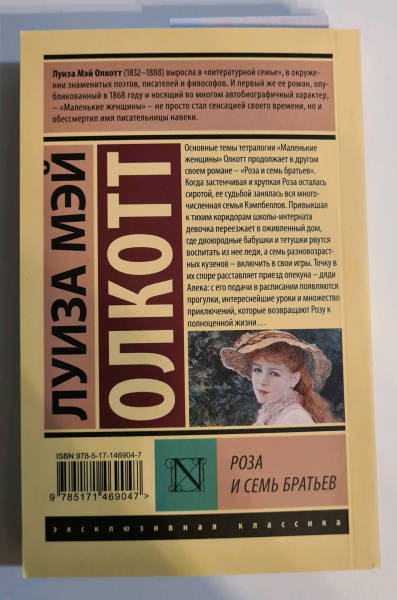 Луиза Мэй Олкотт (1832–1888) выросла в «литературной семье», в окруже-
нии знаменитых поэтов, писателей и философов. И первый же ее роман, опу-
бликованный в 1868 году и носящий во многом автобиографический характер,
– «Маленькие женщины» – не просто стал сенсацией своего времени, но и
обессмертил имя писательницы навеки.
ЛУИЗА МЭЙ
ОЛКОТТ
Основные темы тетралогии «Маленькие
женщины» Олкотт продолжает в другом
своем романе – «Роза и семь братьев».
Когда застенчивая и хрупкая Роза осталась
сиротой, ее судьбой занялась вся много-
численная семья Кэмпбеллов. Привыкшая
к тихим коридорам школы-интерната
девочка переезжает в оживленный дом,
где двоюродные бабушки и тетушки рвутся
воспитать из нее леди, а семь разновозраст-
ных кузенов – включить в свои игры. Точку в
их споре расставляет приезд опекуна – дяди
Алека: с его подачи в расписании появляются
прогулки, интереснейшие уроки и множество
приключений, которые возвращают Розу к
полноценной жизни...
ISBN 978-5-17-146904-7
9 785171 469047 >
N
РОЗА
И СЕМЬ БРАТЬЕВ
эксклюзивная классика